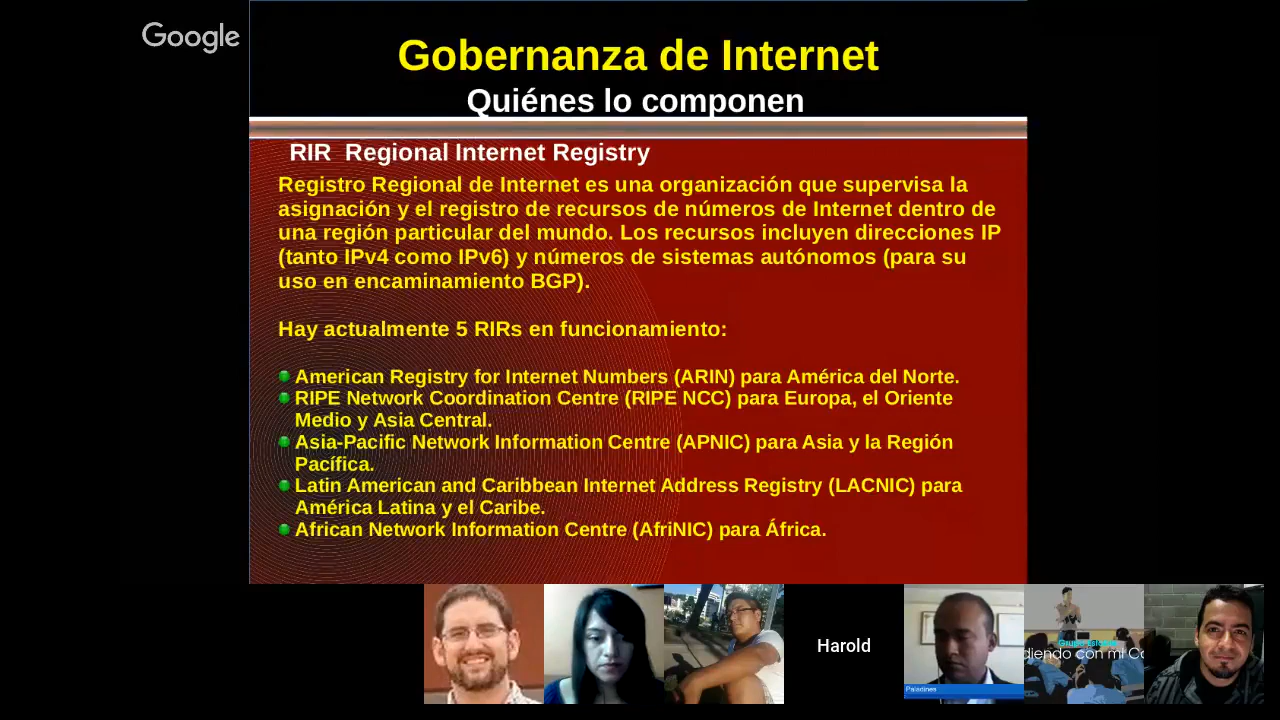 Google
Gobernanza de Internet
Quiénes lo componen
RIR Regional Internet Registry
Registro Regional de Internet es una organización que supervisa la
asignación y el registro de recursos de números de Internet dentro de
una región particular del mundo. Los recursos incluyen direcciones IP
(tanto IPv4 como IPv6) y números de sistemas autónomos (para su
uso en encaminamiento BGP).
Hay actualmente 5 RIRs en funcionamiento:
American Registry for Internet Numbers (ARIN) para América del Norte.
RIPE Network Coordination Centre (RIPE NCC) para Europa, el Oriente
Medio y Asia Central.
Asia-Pacific Network Information Centre (APNIC) para Asia y la Región
Pacífica.
Latin American and Caribbean Internet Address Registry (LACNIC) para
América Latina y el Caribe.
African Network Information Centre (AfriNIC) para África.
Harold
Paladines
Grupo
diendo con mi